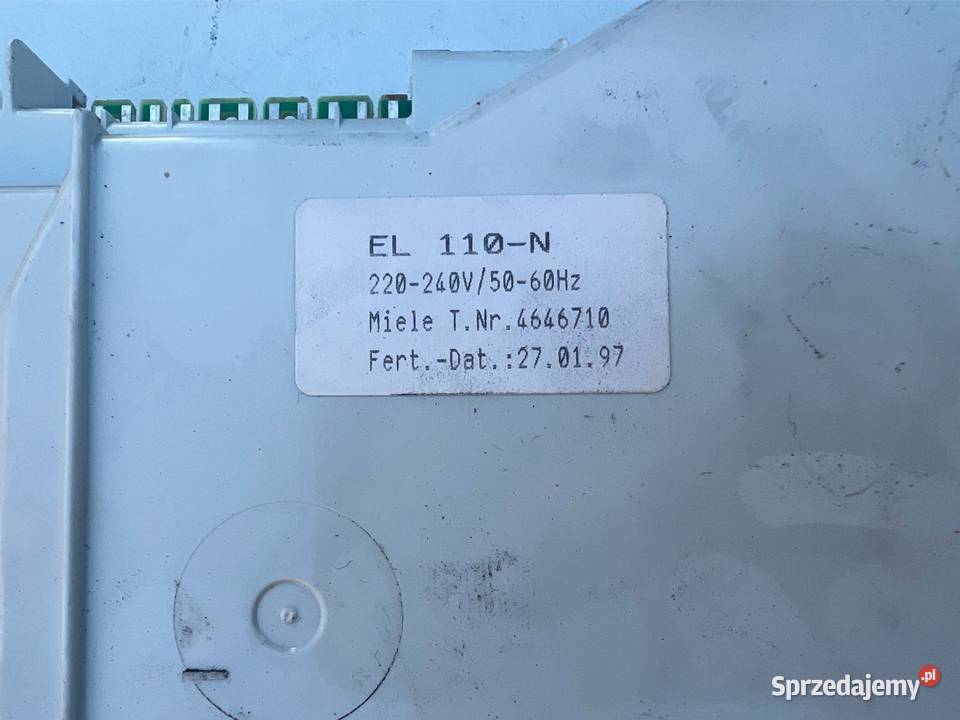 EL 110-N
220-240V/50-60Hz
Miele T.Nr.4646710
Fert.-Dat.:27.01.97
Sprzedajemy.pl